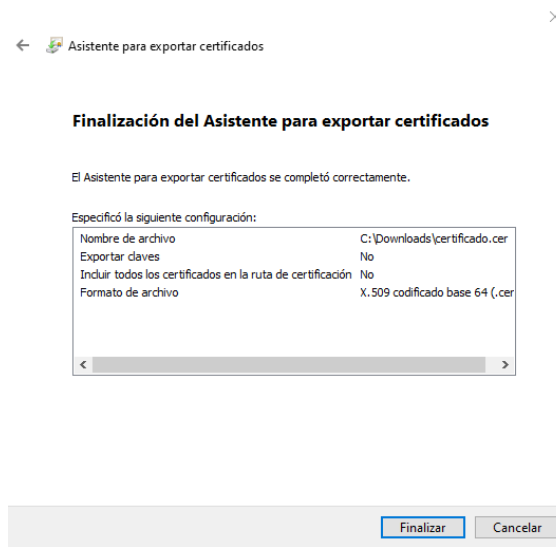 Asistente para exportar certificados
Finalización del Asistente para exportar certificados
El Asistente para exportar certificados se completó correctamente.
Especificó la siguiente configuración:
Nombre de archivo C:\Downloads\certificado.cer
Exportar claves No
Incluir todos los certificados en la ruta de certificación No
Formato de archivo X.509 codificado base 64 (.cer
Finalizar Cancelar